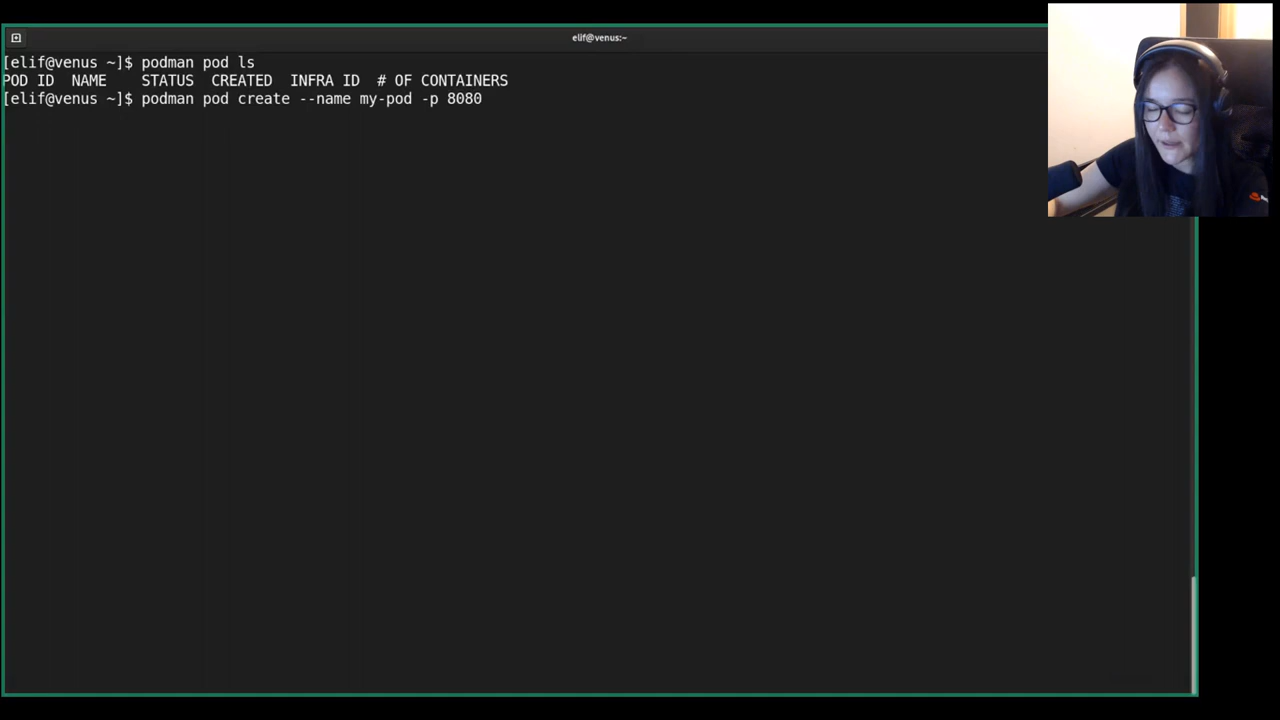 elif@venus:~
[elif@venus ~]$ podman pod ls
POD ID  NAME    STATUS  CREATED  INFRA ID  # OF CONTAINERS
[elif@venus ~]$ podman pod create --name my-pod -p 8080